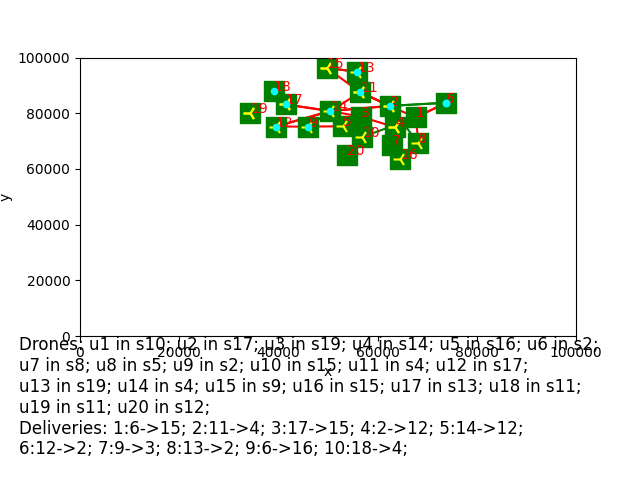 100000
80000
60000
40000
20000
0
y
0 20000 40000 60000 80000 100000
x
Drones: u1 in s10; u2 in s17; u3 in s19; u4 in s14; u5 in s16; u6 in s2;
u7 in s8; u8 in s5; u9 in s2; u10 in s15; u11 in s4; u12 in s17;
u13 in s19; u14 in s4; u15 in s9; u16 in s15; u17 in s13; u18 in s11;
u19 in s11; u20 in s12;
Deliveries: 1:6->15; 2:11->4; 3:17->15; 4:2->12; 5:14->12;
6:12->2; 7:9->3; 8:13->2; 9:6->16; 10:18->4;